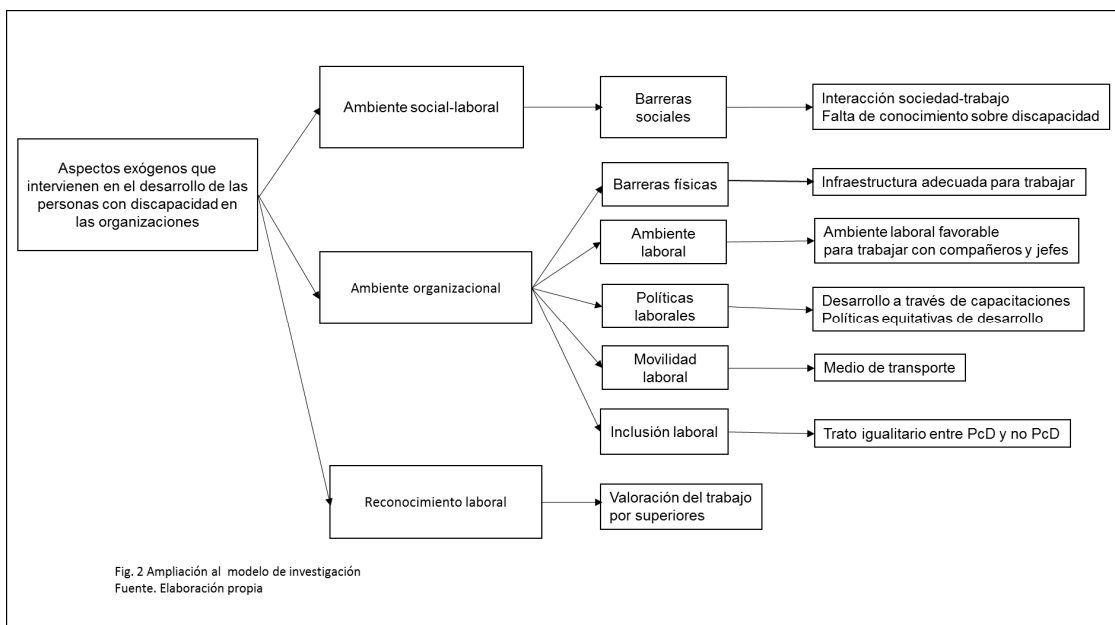 Aspectos exógenos que
intervienen en el desarrollo de las
personas con discapacidad en
las organizaciones
Ambiente social-laboral
Barreras
sociales
Interacción sociedad-trabajo
Falta de conocimiento sobre discapacidad
Ambiente organizacional
Barreras físicas
Infraestructura adecuada para trabajar
Ambiente
laboral
Ambiente laboral favorable
para trabajar con compañeros y jefes
Políticas
laborales
Desarrollo a través de capacitaciones
Políticas equitativas de desarrollo
Movilidad
laboral
Medio de transporte
Inclusión laboral
Trato igualitario entre PcD y no PcD
Reconocimiento laboral
Valoración del trabajo
por superiores
Fig. 2 Ampliación al modelo de investigación
Fuente. Elaboración propia